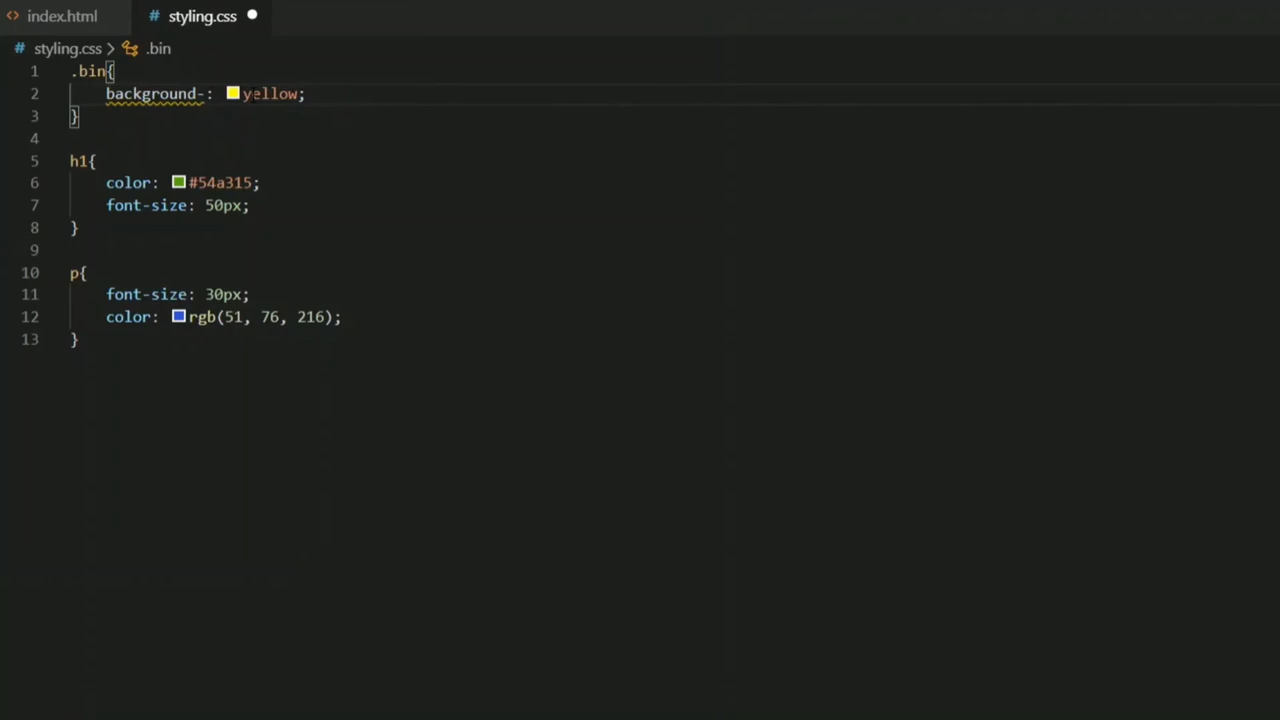 <> index.html # styling.css
# styling.css > .bin
1 .bin{
2 background-: yellow;
3 }
4
5 h1{
6 color: #54a315;
7 font-size: 50px;
8 }
9
10 p{
11 font-size: 30px;
12 color: rgb(51, 76, 216);
13 }